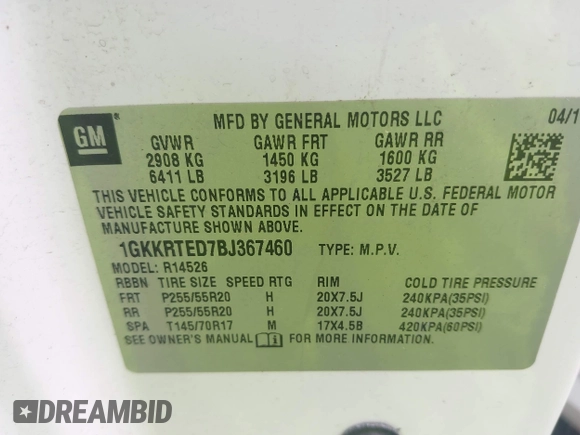 GM
MFD BY GENERAL MOTORS LLC 04/1
GVWR GAWR FRT GAWR RR
2908 KG 1450 KG 1600 KG
6411 LB 3196 LB 3527 LB
THIS VEHICLE CONFORMS TO ALL APPLICABLE U.S. FEDERAL MOTOR
VEHICLE SAFETY STANDARDS IN EFFECT ON THE DATE OF
MANUFACTURE SHOWN ABOVE.
1GKKRTED7BJ367460 TYPE: M.P.V.
MODEL: R14526
RBBN TIRE SIZE SPEED RTG RIM COLD TIRE PRESSURE
FRT P255/55R20 H 20X7.5J 240KPA(35PSI)
RR P255/55R20 H 20X7.5J 240KPA(35PSI)
SPA T145/70R17 M 17X4.5B 420KPA(60PSI)
SEE OWNER'S MANUAL FOR MORE INFORMATION.
DREAMBID